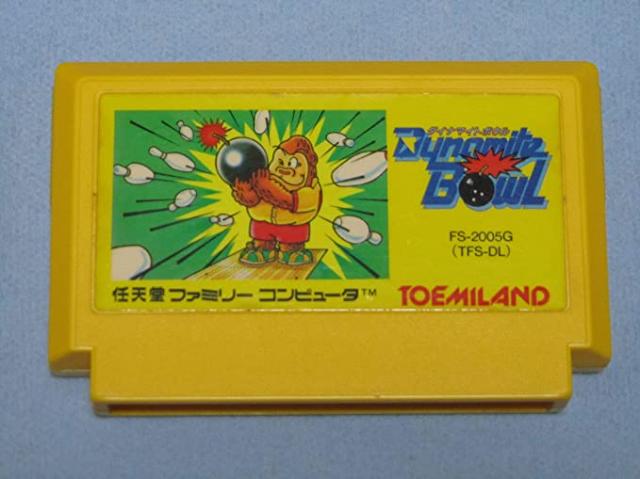 ダイナマイトボウル
Dynamite
BOWL
FS-2005G
(TFS-DL)
任天堂 ファミリー コンピュータ™
TOEMILAND